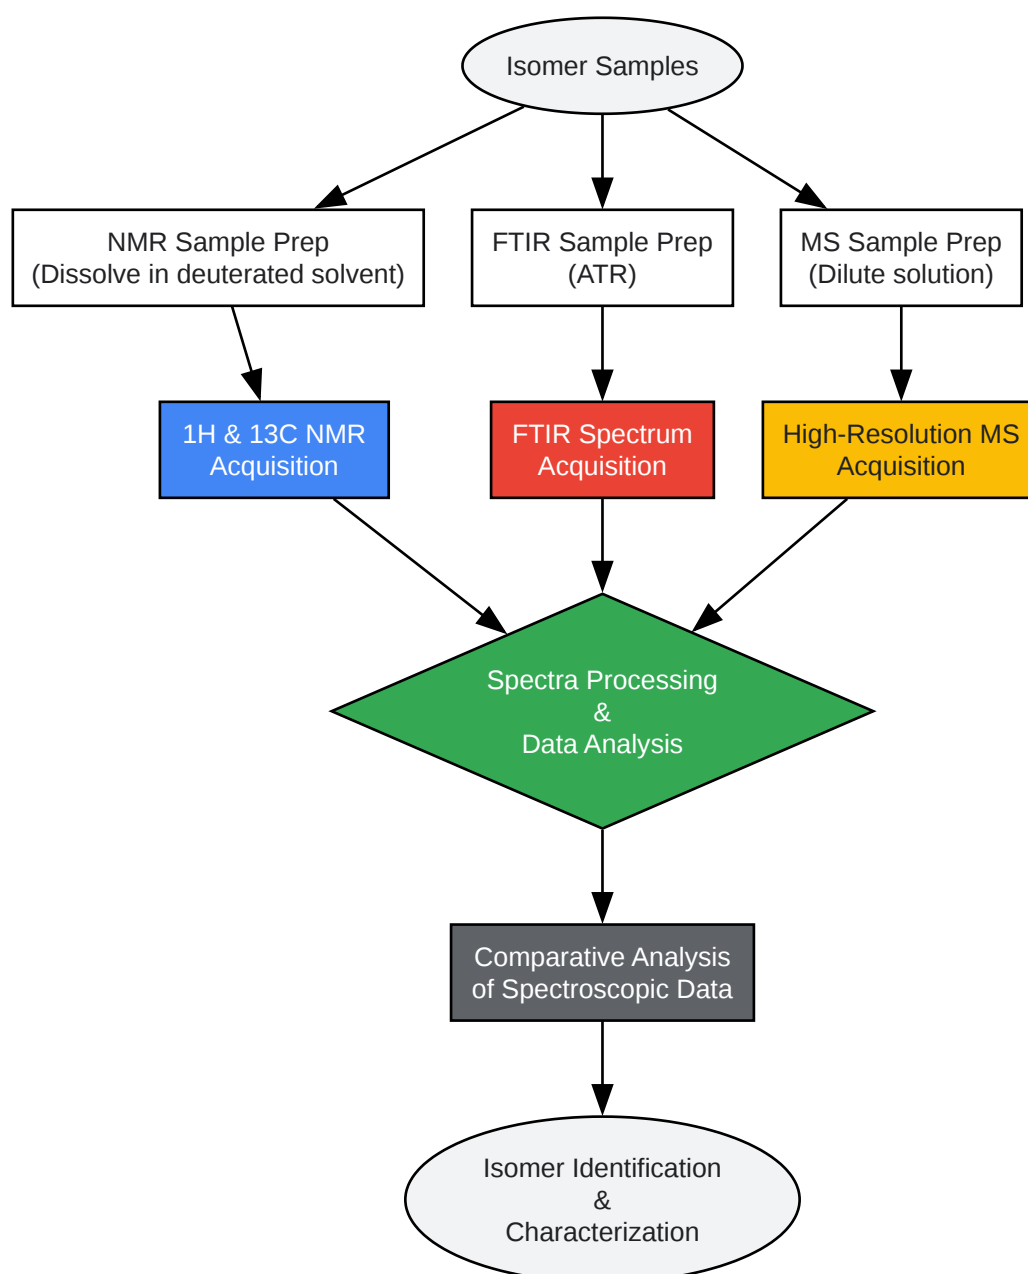 Isomer Samples
NMR Sample Prep
(Dissolve in deuterated solvent)
FTIR Sample Prep
(ATR)
MS Sample Prep
(Dilute solution)
1H & 13C NMR
Acquisition
FTIR Spectrum
Acquisition
High-Resolution MS
Acquisition
Spectra Processing
&
Data Analysis
Comparative Analysis
of Spectroscopic Data
Isomer Identification
&
Characterization